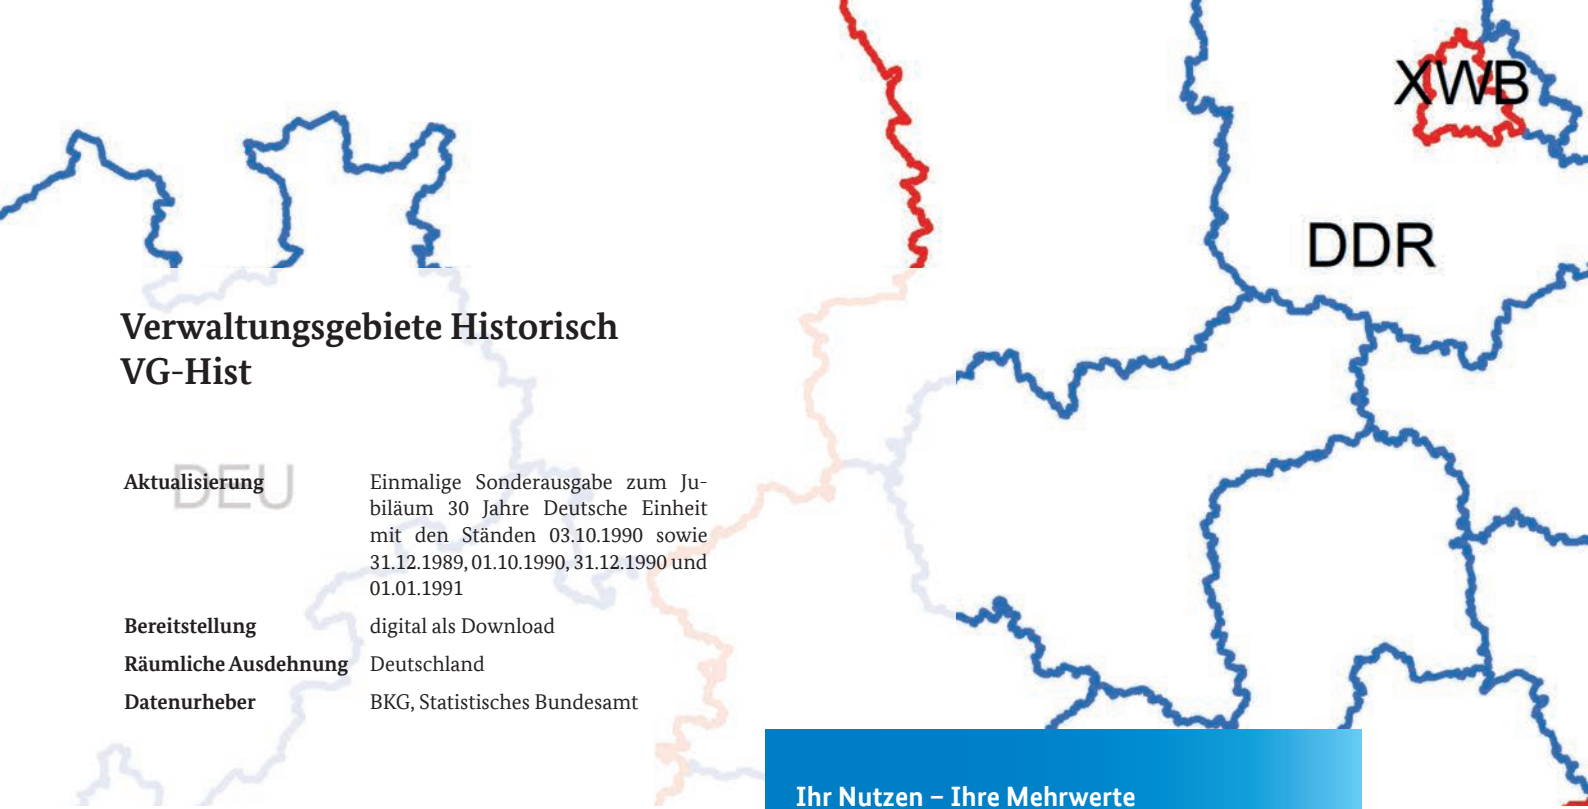 XWB
DDR
Verwaltungsgebiete Historisch
VG-Hist
DEU
Aktualisierung Einmalige Sonderausgabe zum Ju-
biläum 30 Jahre Deutsche Einheit
mit den Ständen 03.10.1990 sowie
31.12.1989, 01.10.1990, 31.12.1990 und
01.01.1991
Bereitstellung digital als Download
Räumliche Ausdehnung Deutschland
Datenurheber BKG, Statistisches Bundesamt
Ihr Nutzen – Ihre Mehrwerte